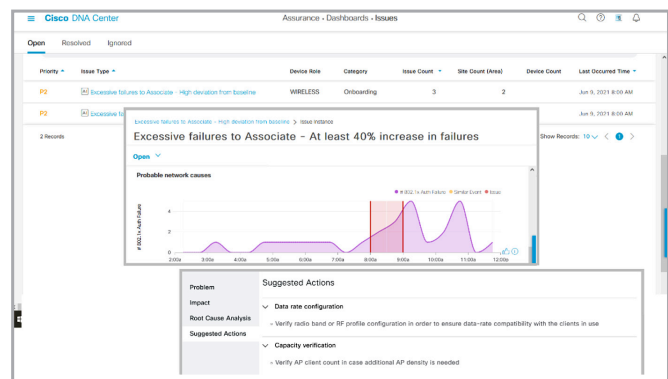 Cisco DNA Center
Assurance • Dashboards • Issues
Open Resolved Ignored
Priority Issue Type Device Role Category Issue Count Site Count (Area) Device Count Last Occurred Time
P2 AI Excessive failures to Associate - High deviation from baseline WIRELESS Onboarding 3 2 Jun 9, 2021 8:00 AM
P2 AI Excessive fa Jun 9, 2021 8:00 AM
2 Records
Show Records: 10 1
Excessive failures to Associate - High deviation from baseline > Issue Instance
Excessive failures to Associate - At least 40% increase in failures
Open
Probable network causes
# 802.1x Auth Failure Similar Event Issue
# 802.1x Auth Failure
4
2
0
2:00a 3:00a 4:00a 5:00a 6:00a 7:00a 8:00a 9:00a 10:00a 11:00a 12:00p
Problem
Impact
Root Cause Analysis
Suggested Actions
Suggested Actions
Data rate configuration
Verify radio band or RF profile configuration in order to ensure data-rate compatibility with the clients in use
Capacity verification
Verify AP client count in case additional AP density is needed